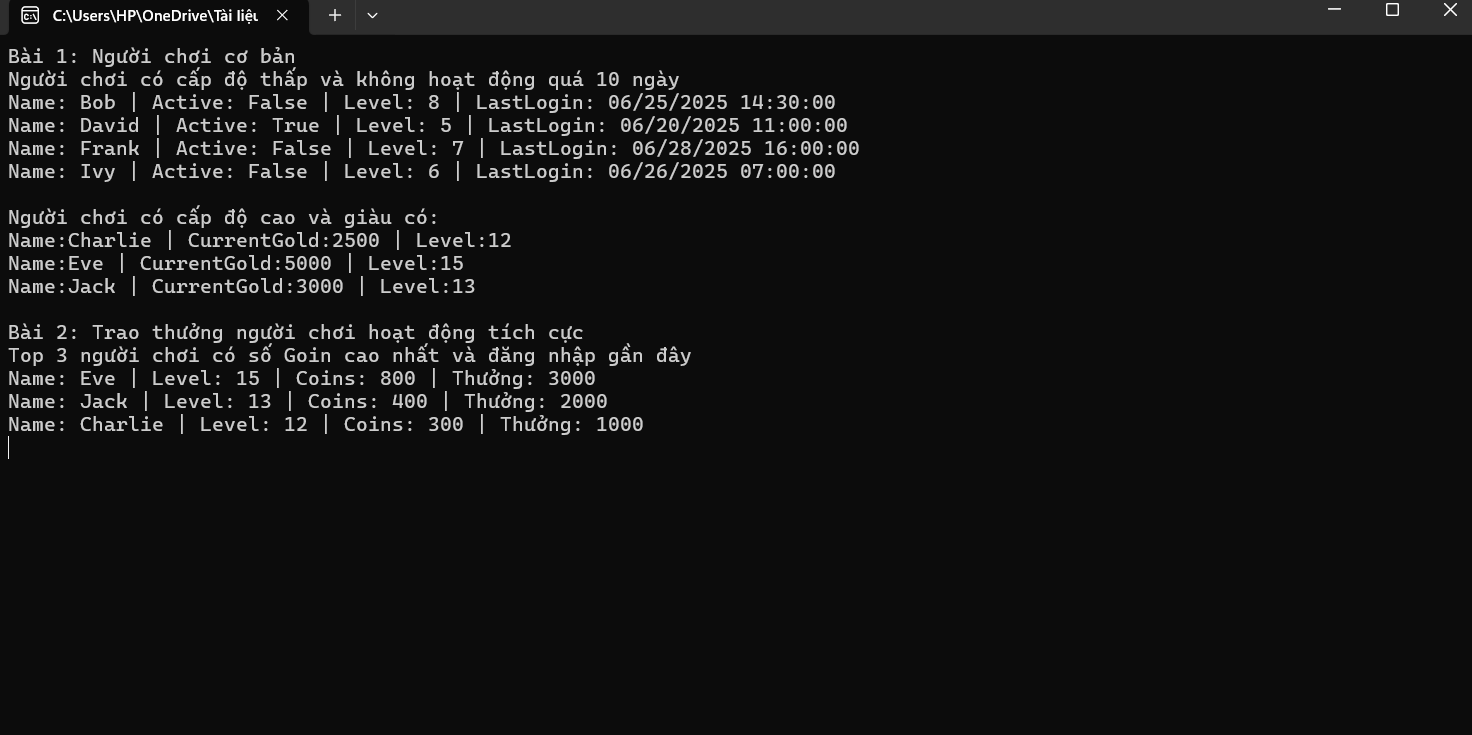 C:\Users\HP\OneDrive\Tài liệu
Bài 1: Người chơi cơ bản
Người chơi có cấp độ thấp và không hoạt động quá 10 ngày
Name: Bob | Active: False | Level: 8 | LastLogin: 06/25/2025 14:30:00
Name: David | Active: True | Level: 5 | LastLogin: 06/20/2025 11:00:00
Name: Frank | Active: False | Level: 7 | LastLogin: 06/28/2025 16:00:00
Name: Ivy | Active: False | Level: 6 | LastLogin: 06/26/2025 07:00:00
Người chơi có cấp độ cao và giàu có:
Name:Charlie | CurrentGold:2500 | Level:12
Name:Eve | CurrentGold:5000 | Level:15
Name:Jack | CurrentGold:3000 | Level:13
Bài 2: Trao thưởng người chơi hoạt động tích cực
Top 3 người chơi có số Goin cao nhất và đăng nhập gần đây
Name: Eve | Level: 15 | Coins: 800 | Thưởng: 3000
Name: Jack | Level: 13 | Coins: 400 | Thưởng: 2000
Name: Charlie | Level: 12 | Coins: 300 | Thưởng: 1000